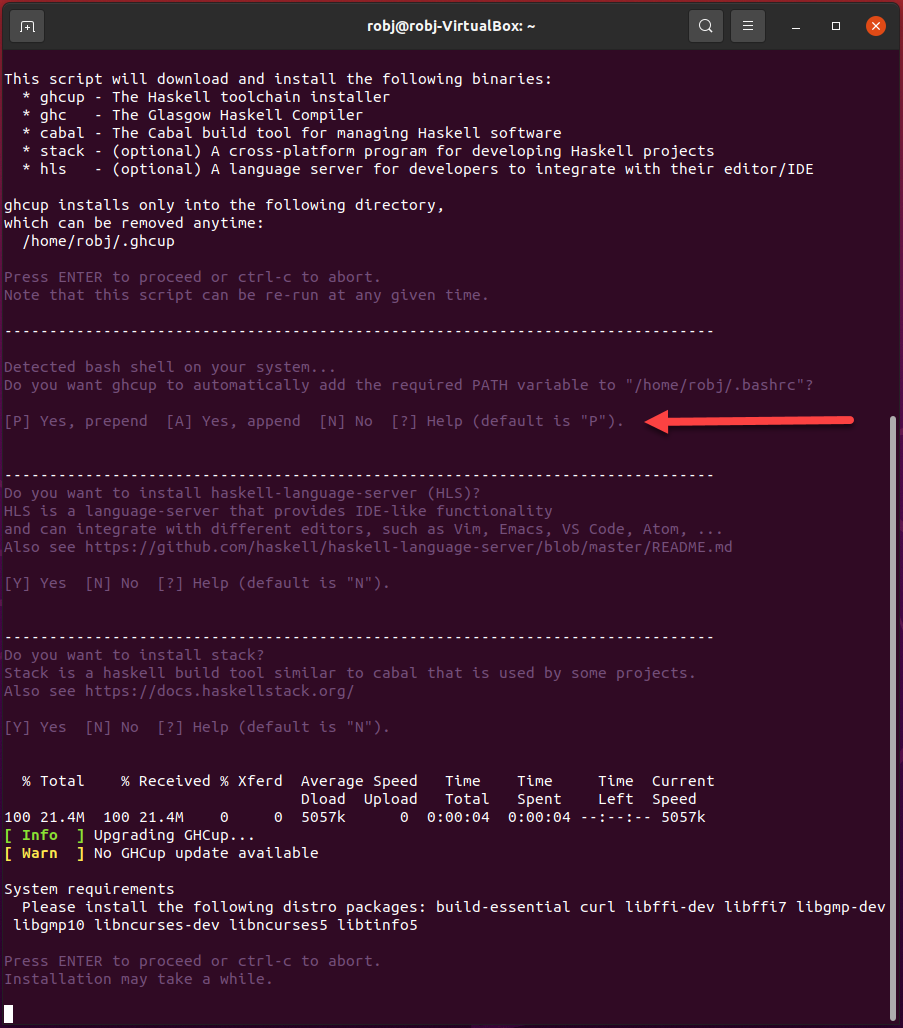 robj@robj-VirtualBox: ~
This script will download and install the following binaries:
  * ghcup - The Haskell toolchain installer
  * ghc   - The Glasgow Haskell Compiler
  * cabal - The Cabal build tool for managing Haskell software
  * stack - (optional) A cross-platform program for developing Haskell projects
  * hls   - (optional) A language server for developers to integrate with their editor/IDE
ghcup installs only into the following directory,
which can be removed anytime:
  /home/robj/.ghcup
Press ENTER to proceed or ctrl-c to abort.
Note that this script can be re-run at any given time.
-------------------------------------------------------------------------------
Detected bash shell on your system...
Do you want ghcup to automatically add the required PATH variable to "/home/robj/.bashrc"?
[P] Yes, prepend  [A] Yes, append  [N] No  [?] Help (default is "P").
-------------------------------------------------------------------------------
Do you want to install haskell-language-server (HLS)?
HLS is a language-server that provides IDE-like functionality
and can integrate with different editors, such as Vim, Emacs, VS Code, Atom, ...
Also see https://github.com/haskell/haskell-language-server/blob/master/README.md
[Y] Yes  [N] No  [?] Help (default is "N").
-------------------------------------------------------------------------------
Do you want to install stack?
Stack is a haskell build tool similar to cabal that is used by some projects.
Also see https://docs.haskellstack.org/
[Y] Yes  [N] No  [?] Help (default is "N").
  % Total    % Received % Xferd  Average Speed   Time    Time     Time  Current
                                 Dload  Upload   Total   Spent    Left  Speed
100 21.4M  100 21.4M    0     0  5057k      0  0:00:04  0:00:04 --:--:-- 5057k
[ Info  ] Upgrading GHCup...
[ Warn  ] No GHCup update available
System requirements
  Please install the following distro packages: build-essential curl libffi-dev libffi7 libgmp-dev
 libgmp10 libncurses-dev libncurses5 libtinfo5
Press ENTER to proceed or ctrl-c to abort.
Installation may take a while.